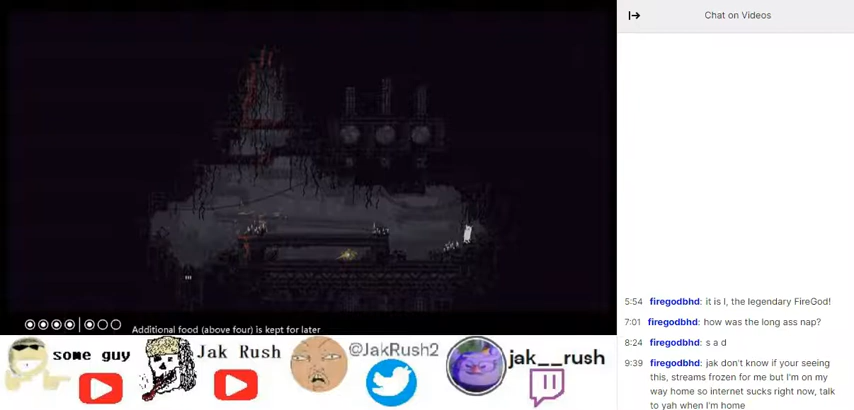 Chat on Videos
5:54 firegodbhd: it is I, the legendary FireGod!
7:01 firegodbhd: how was the long ass nap?
8:24 firegodbhd: s a d
9:39 firegodbhd: jak don't know if your seeing
this, streams frozen for me but I'm on my
way home so internet sucks right now, talk
to yah when I'm home
Additional food (above four) is kept for later
some guy
Jak Rush
@JakRush2
jak__rush